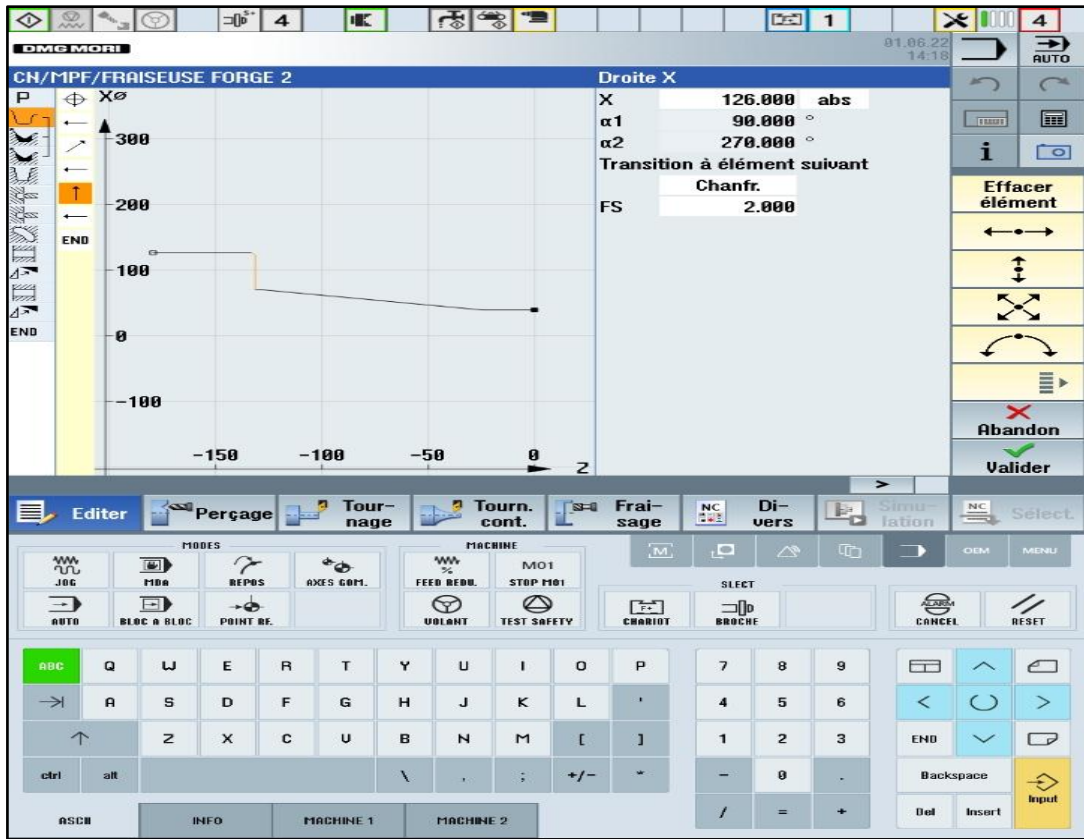 4
1
4
DMG MORI
01.06.22
14:18
AUTO
CN/MPF/FRAISEUSE FORGE 2
Droite X
P
X⌀
X 126.000 abs
α1 90.000 °
α2 270.000 °
Transition à élément suivant
Chanfr.
FS 2.000
i
300
200
100
0
-100
-150 -100 -50 0
Z
END
END
Effacer
élément
Abandon
Valider
>
Editer
Perçage
Tour-
nage
Tourn.
cont.
Frai-
sage
NC
Di-
vers
Simu-
lation
NC
Sélect.
MODES
MACHINE
JOG
MDA
REPOS
AXES GOM.
FEED REDU.
M01
STOP M01
M
OEM
MENU
AUTO
BLOC A BLOC
POINT RF.
VOLANT
TEST SAFETY
SLECT
F+
CHARIOT
BROCHE
ALARM
CANCEL
RESET
ABC Q W E R T Y U I O P 7 8 9
A S D F G H J K L ' 4 5 6 < >
Z X C V B N M [ ] 1 2 3 END
ctrl alt \ , ; +/- * - 0 . Backspace
Input
/ = + Del Insert
ASCII INFO MACHINE 1 MACHINE 2